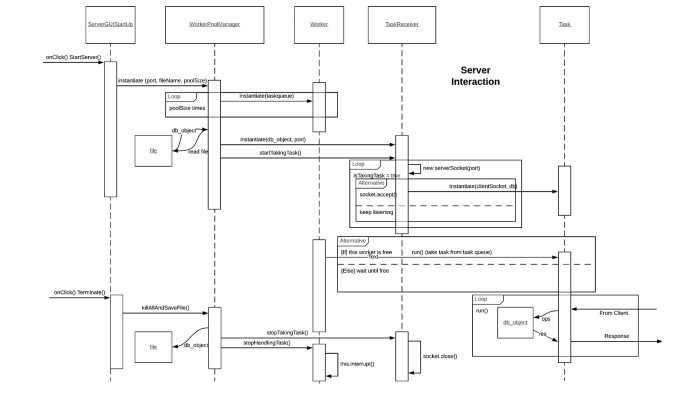 ServerGUIStartUp
WorkerPoolManager
Worker
TaskReceiver
Task
onClick() StartServer()
Server
Interaction
instantiate (port, fileName, poolSize)
Loop
instantiate(taskqueue)
poolSize times
db_object
file
read file
instantiate(db_object, port)
startTakingTask()
Loop
new serverSocket(port)
isTakingTask = true
Alternative
Instantiate(clientSocket, db)
socket.accept()
keep listening
Alternative
[If] this worker is free
Text
run() (take task from task queue)
[Else] wait until free
onClick() Terminate()
killAllAndSaveFile()
Loop
run()
db_object
ops
From Client
res
Response
file
db_object
stopTakingTask()
stopHandlingTask()
this.interrupt()
socket.close()